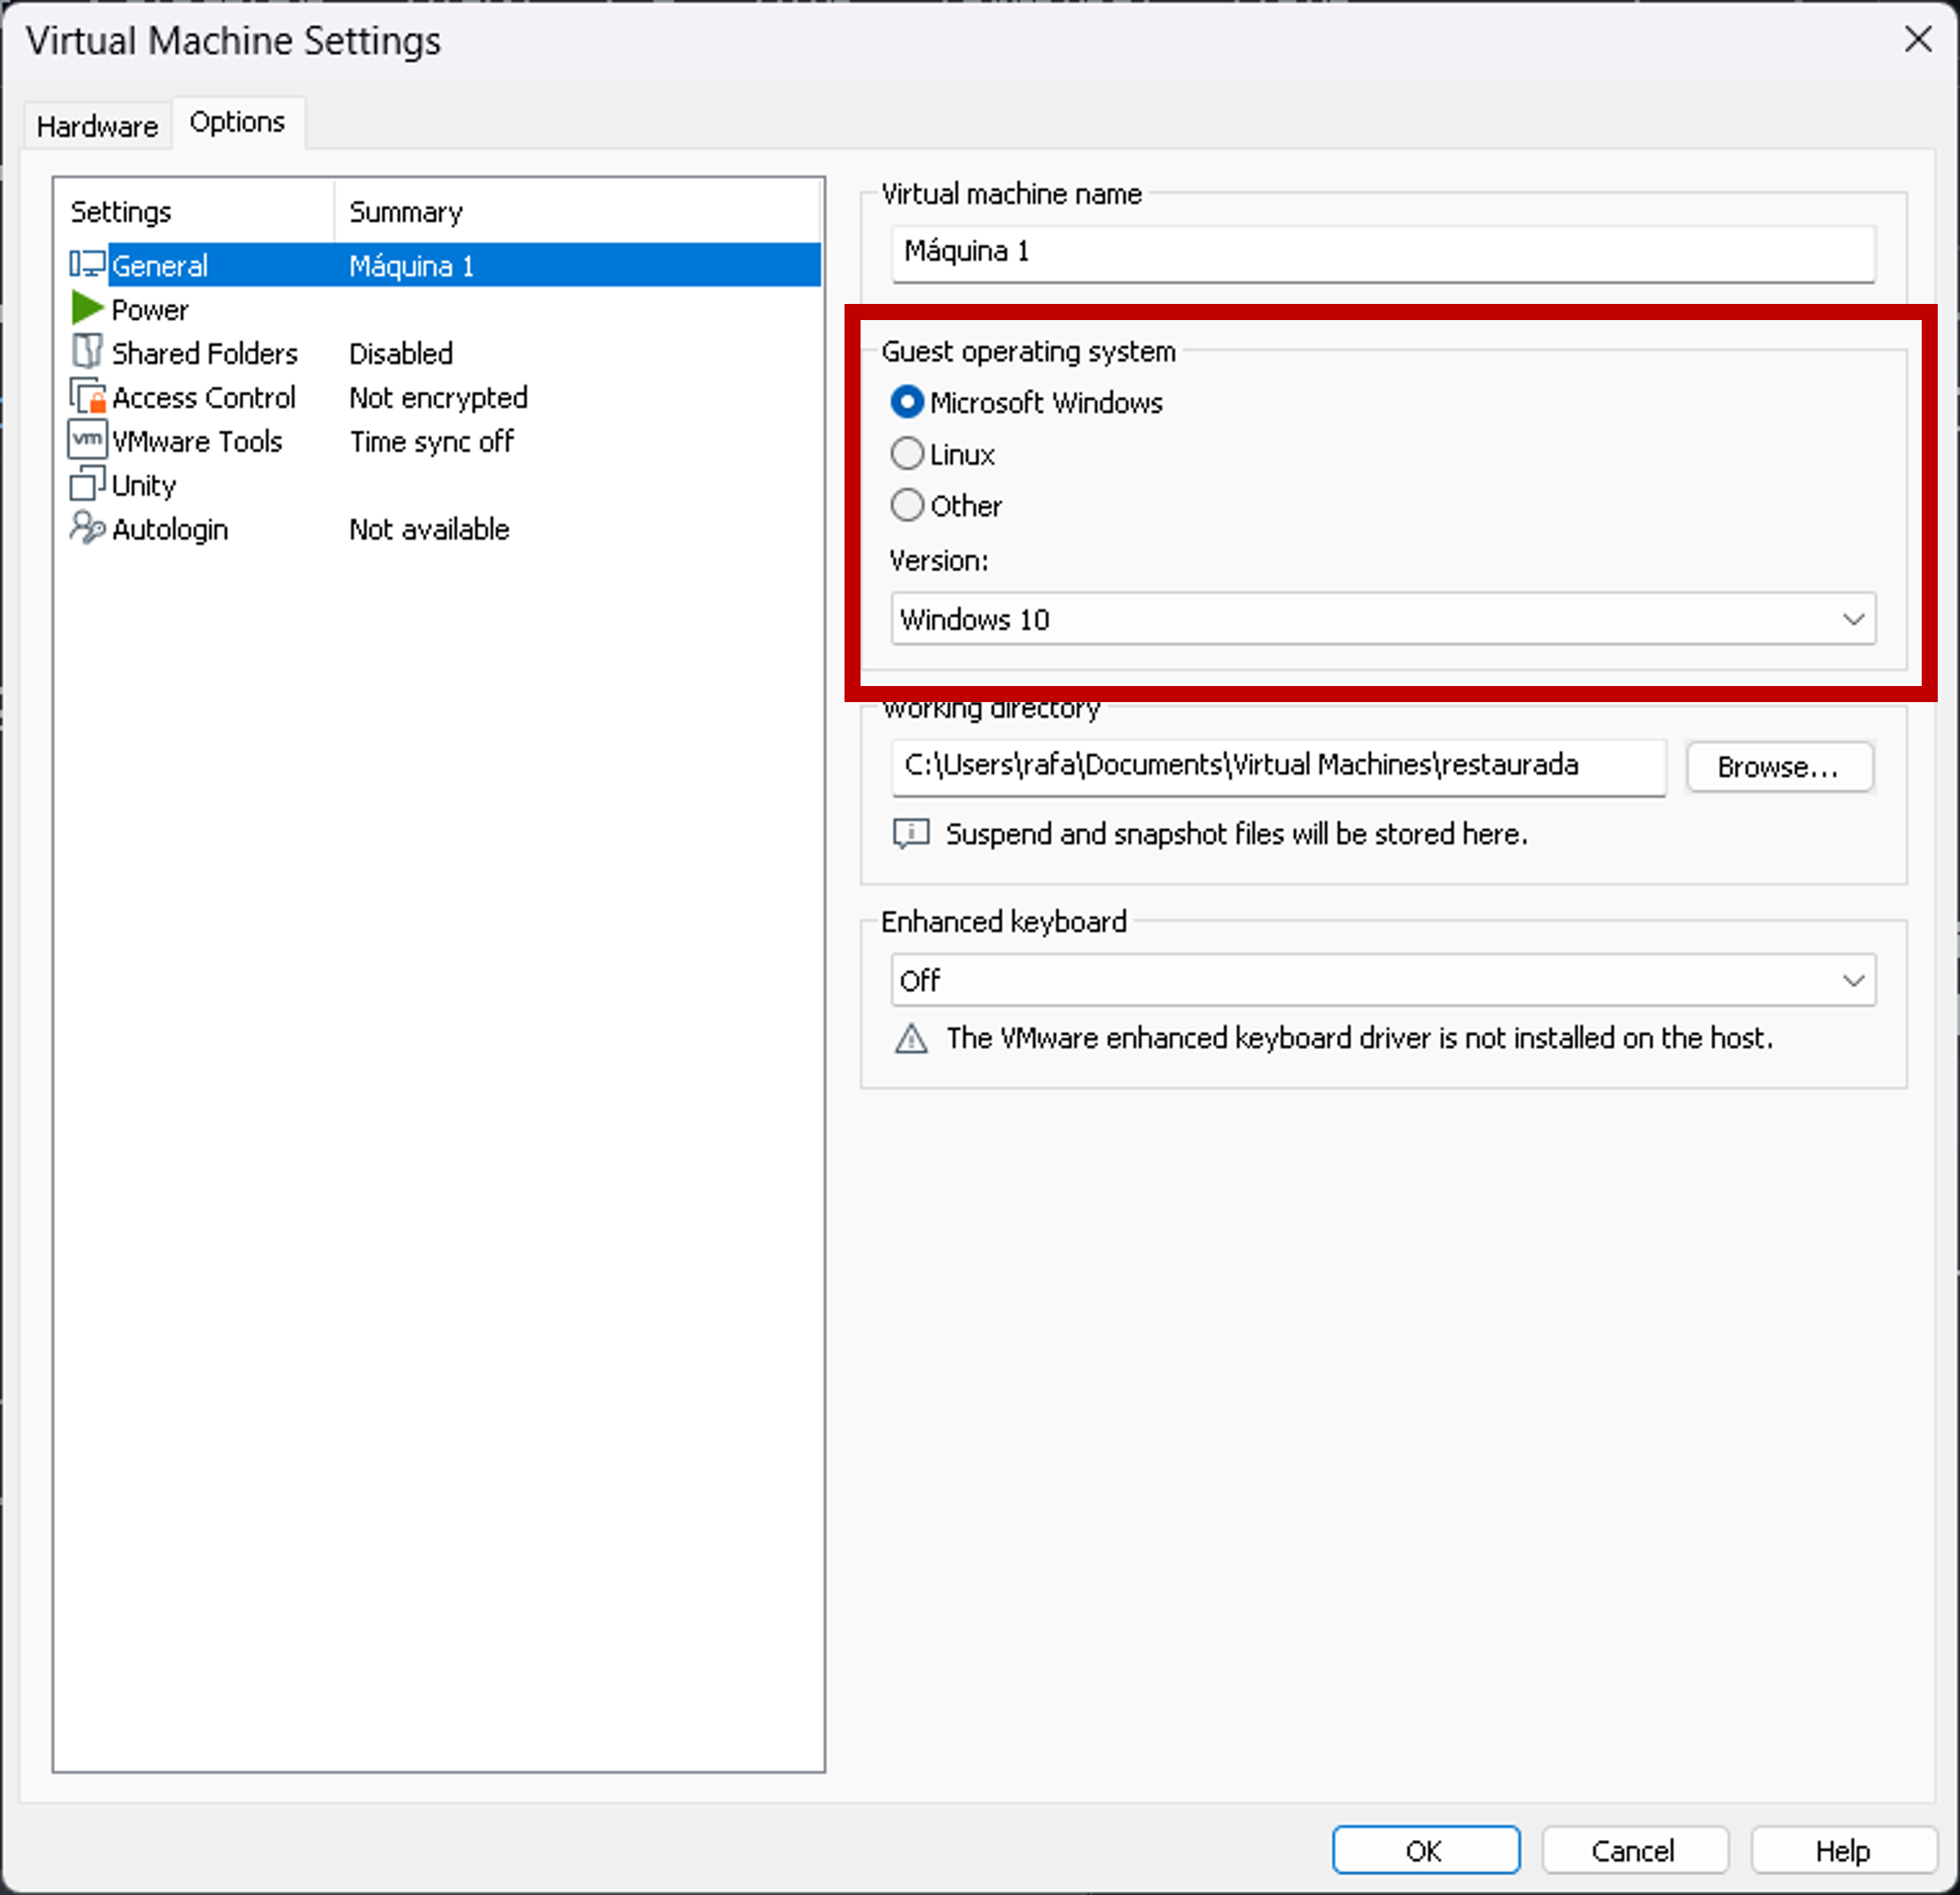 Virtual Machine Settings
Hardware Options
Settings Summary
General Máquina 1
Power
Shared Folders Disabled
Access Control Not encrypted
vm VMware Tools Time sync off
Unity
Autologin Not available
Virtual machine name
Máquina 1
Guest operating system
Microsoft Windows
Linux
Other
Version:
Windows 10
Working directory
C:\Users\rafa\Documents\Virtual Machines\restaurada
Browse...
Suspend and snapshot files will be stored here.
Enhanced keyboard
Off
The VMware enhanced keyboard driver is not installed on the host.
OK Cancel Help